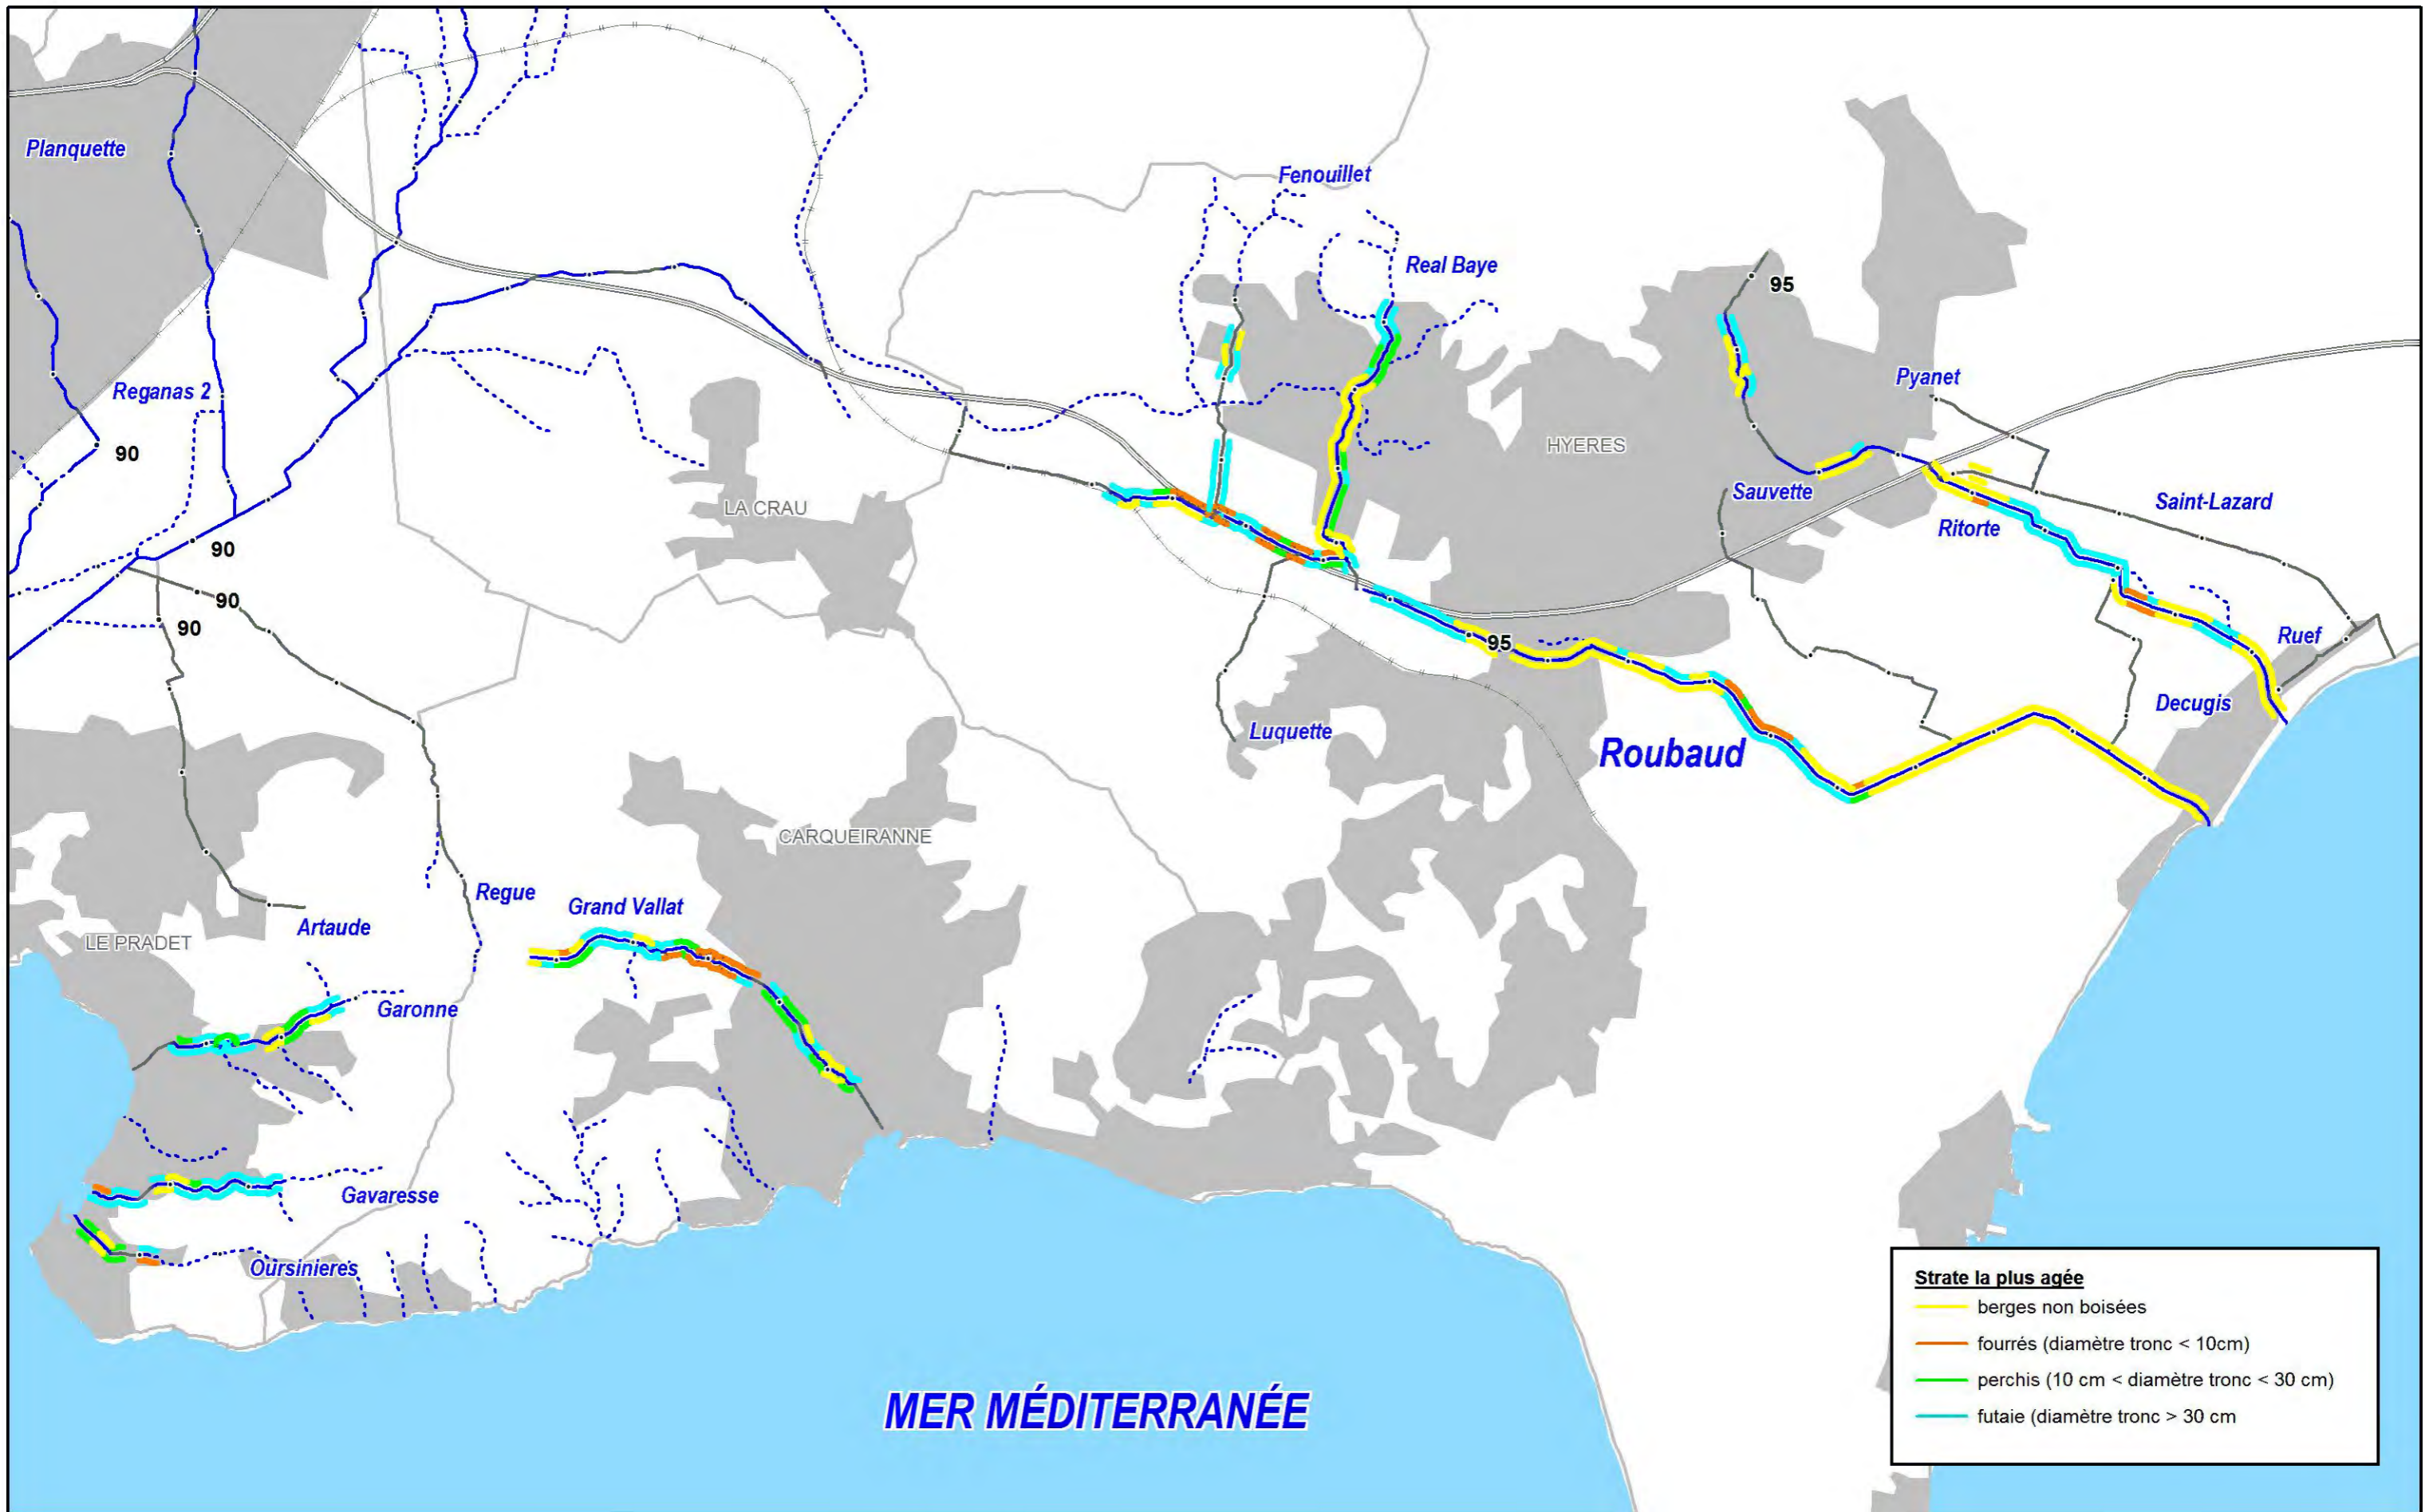 Planquette
Fenouillet
Real Baye
95
Pyanet
Reganas 2
90
HYERES
Sauvette
Saint-Lazard
LA CRAU
Ritorte
90
90
90
95
Ruef
Decugis
Luquette
Roubaud
CARQUEIRANNE
Regue
Grand Vallat
Artaude
LE PRADET
Garonne
Gavaresse
Oursinieres
MER MÉDITERRANÉE
Strate la plus agée
berges non boisées
fourrés (diamètre tronc < 10cm)
perchis (10 cm < diamètre tronc < 30 cm)
futaie (diamètre tronc > 30 cm